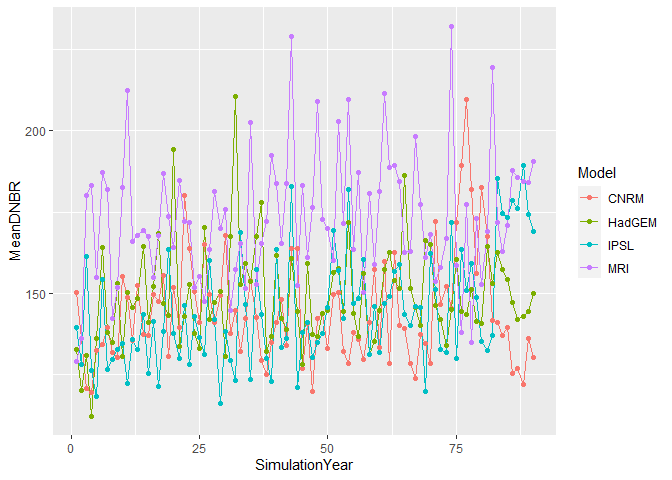 200
150
MeanDNBR
0
25
50
75
SimulationYear
Model
CNRM
HadGEM
IPSL
MRI